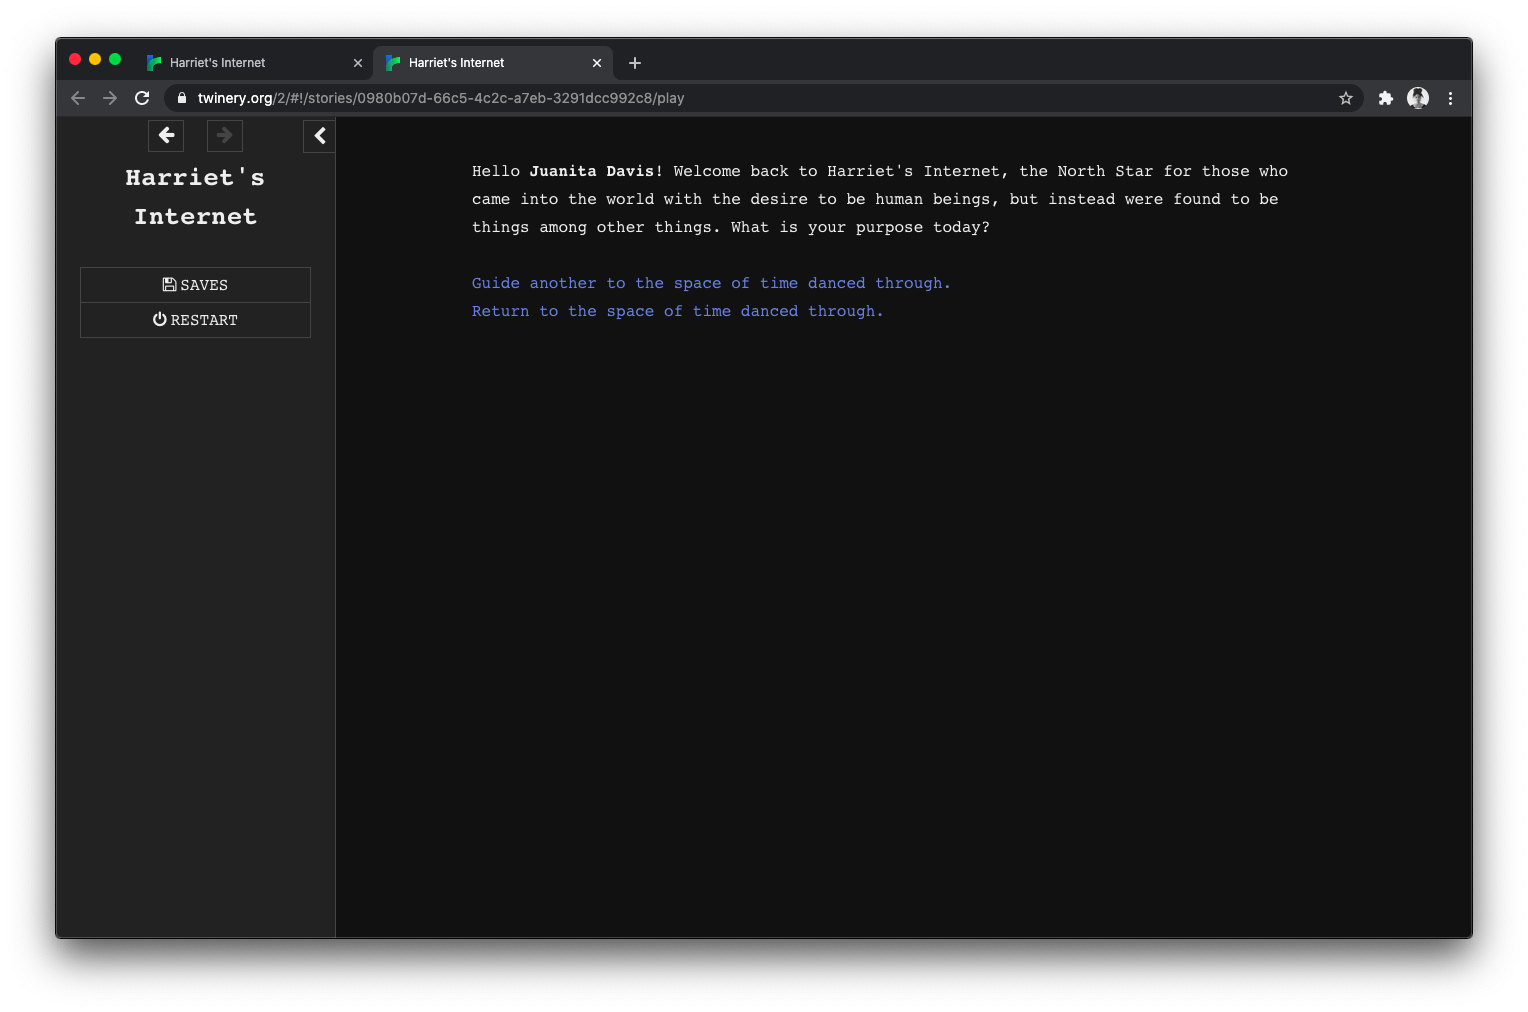 Harriet's Internet
Harriet's Internet
twinery.org/2/#!/stories/0980b07d-66c5-4c2c-a7eb-3291dcc992c8/play
Harriet's
Internet
SAVES
RESTART
Hello Juanita Davis! Welcome back to Harriet's Internet, the North Star for those who
came into the world with the desire to be human beings, but instead were found to be
things among other things. What is your purpose today?
Guide another to the space of time danced through.
Return to the space of time danced through.